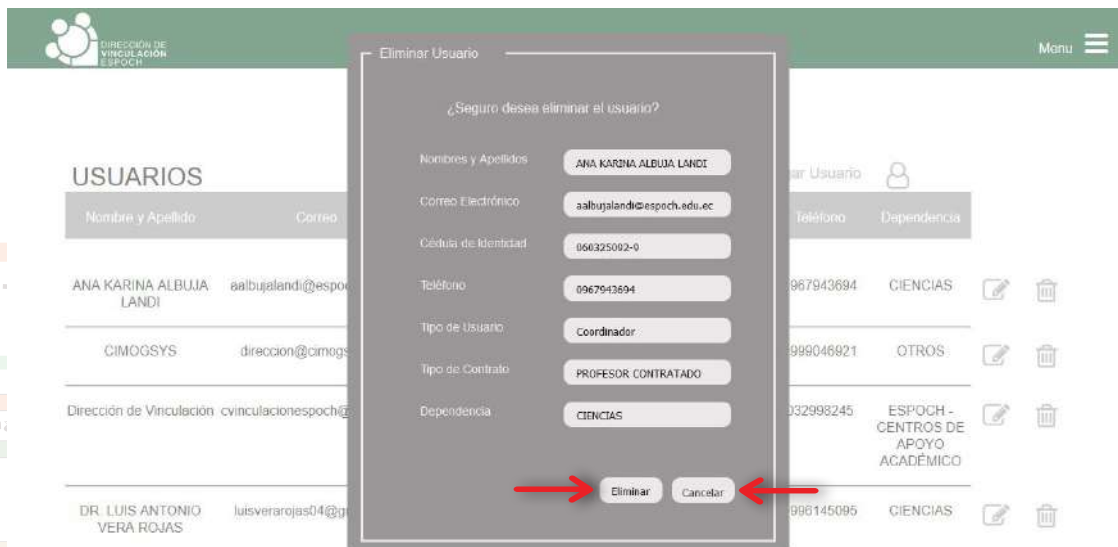 DIRECCIÓN DE
VINCULACIÓN
ESPOCH
Menu
Eliminar Usuario
¿Seguro desea eliminar el usuario?
Nombres y Apellidos ANA KARINA ALBUJA LANDI
Correo Electrónico aalbujalandi@espoch.edu.ec
Cédula de Identidad 060325092-9
Teléfono 0967943694
Tipo de Usuario Coordinador
Tipo de Contrato PROFESOR CONTRATADO
Dependencia CIENCIAS
Eliminar Cancelar
USUARIOS
ar Usuario
Nombre y Apellido Correo Teléfono Dependencia
ANA KARINA ALBUJA
LANDI
aalbujalandi@espo
967943694
CIENCIAS
CIMOGSYS
direccion@cimogs
999046921
OTROS
Dirección de Vinculación
cvinculacionespoch@
032998245
ESPOCH -
CENTROS DE
APOYO
ACADÉMICO
DR. LUIS ANTONIO
VERA ROJAS
luisverarojas04@g
996145095
CIENCIAS